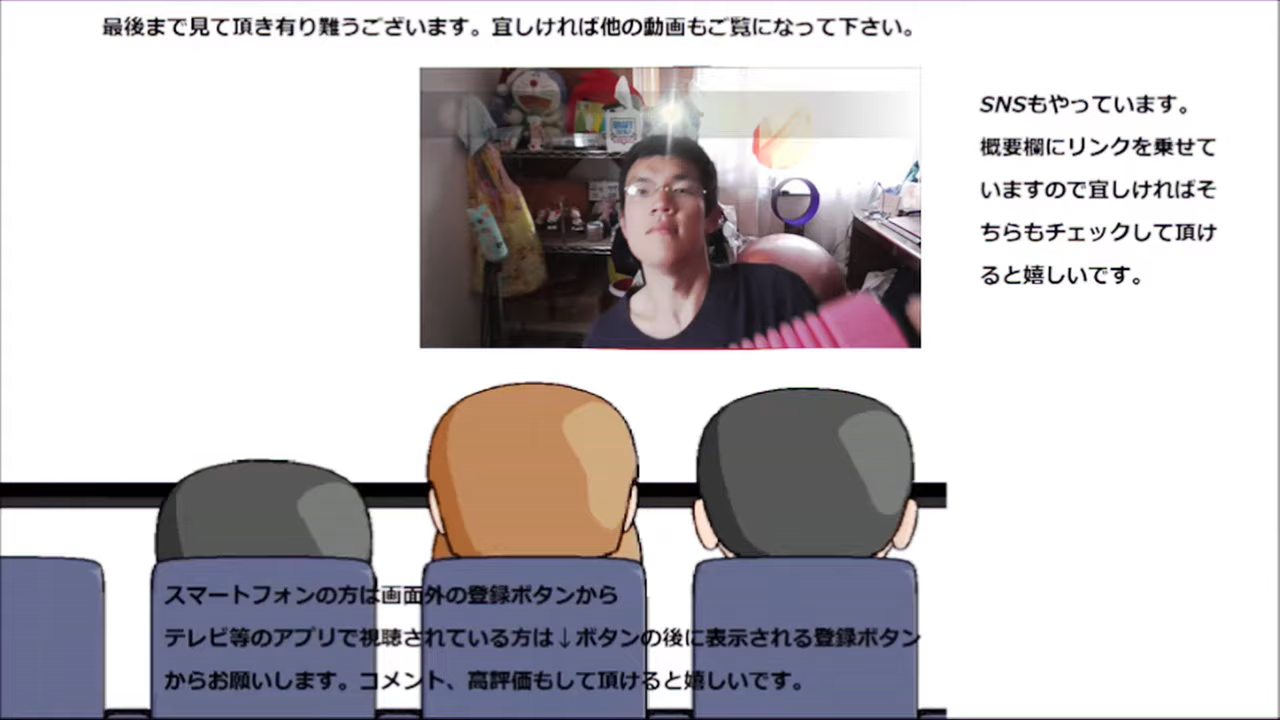 最後まで見て頂き有り難うございます。宜しければ他の動画もご覧になって下さい。
SNSもやっています。
概要欄にリンクを乗せて
いますので宜しければそ
ちらもチェックして頂け
ると嬉しいです。
スマートフォンの方は画面外の登録ボタンから
テレビ等のアプリで視聴されている方は↓ボタンの後に表示される登録ボタン
からお願いします。コメント、高評価もして頂けると嬉しいです。